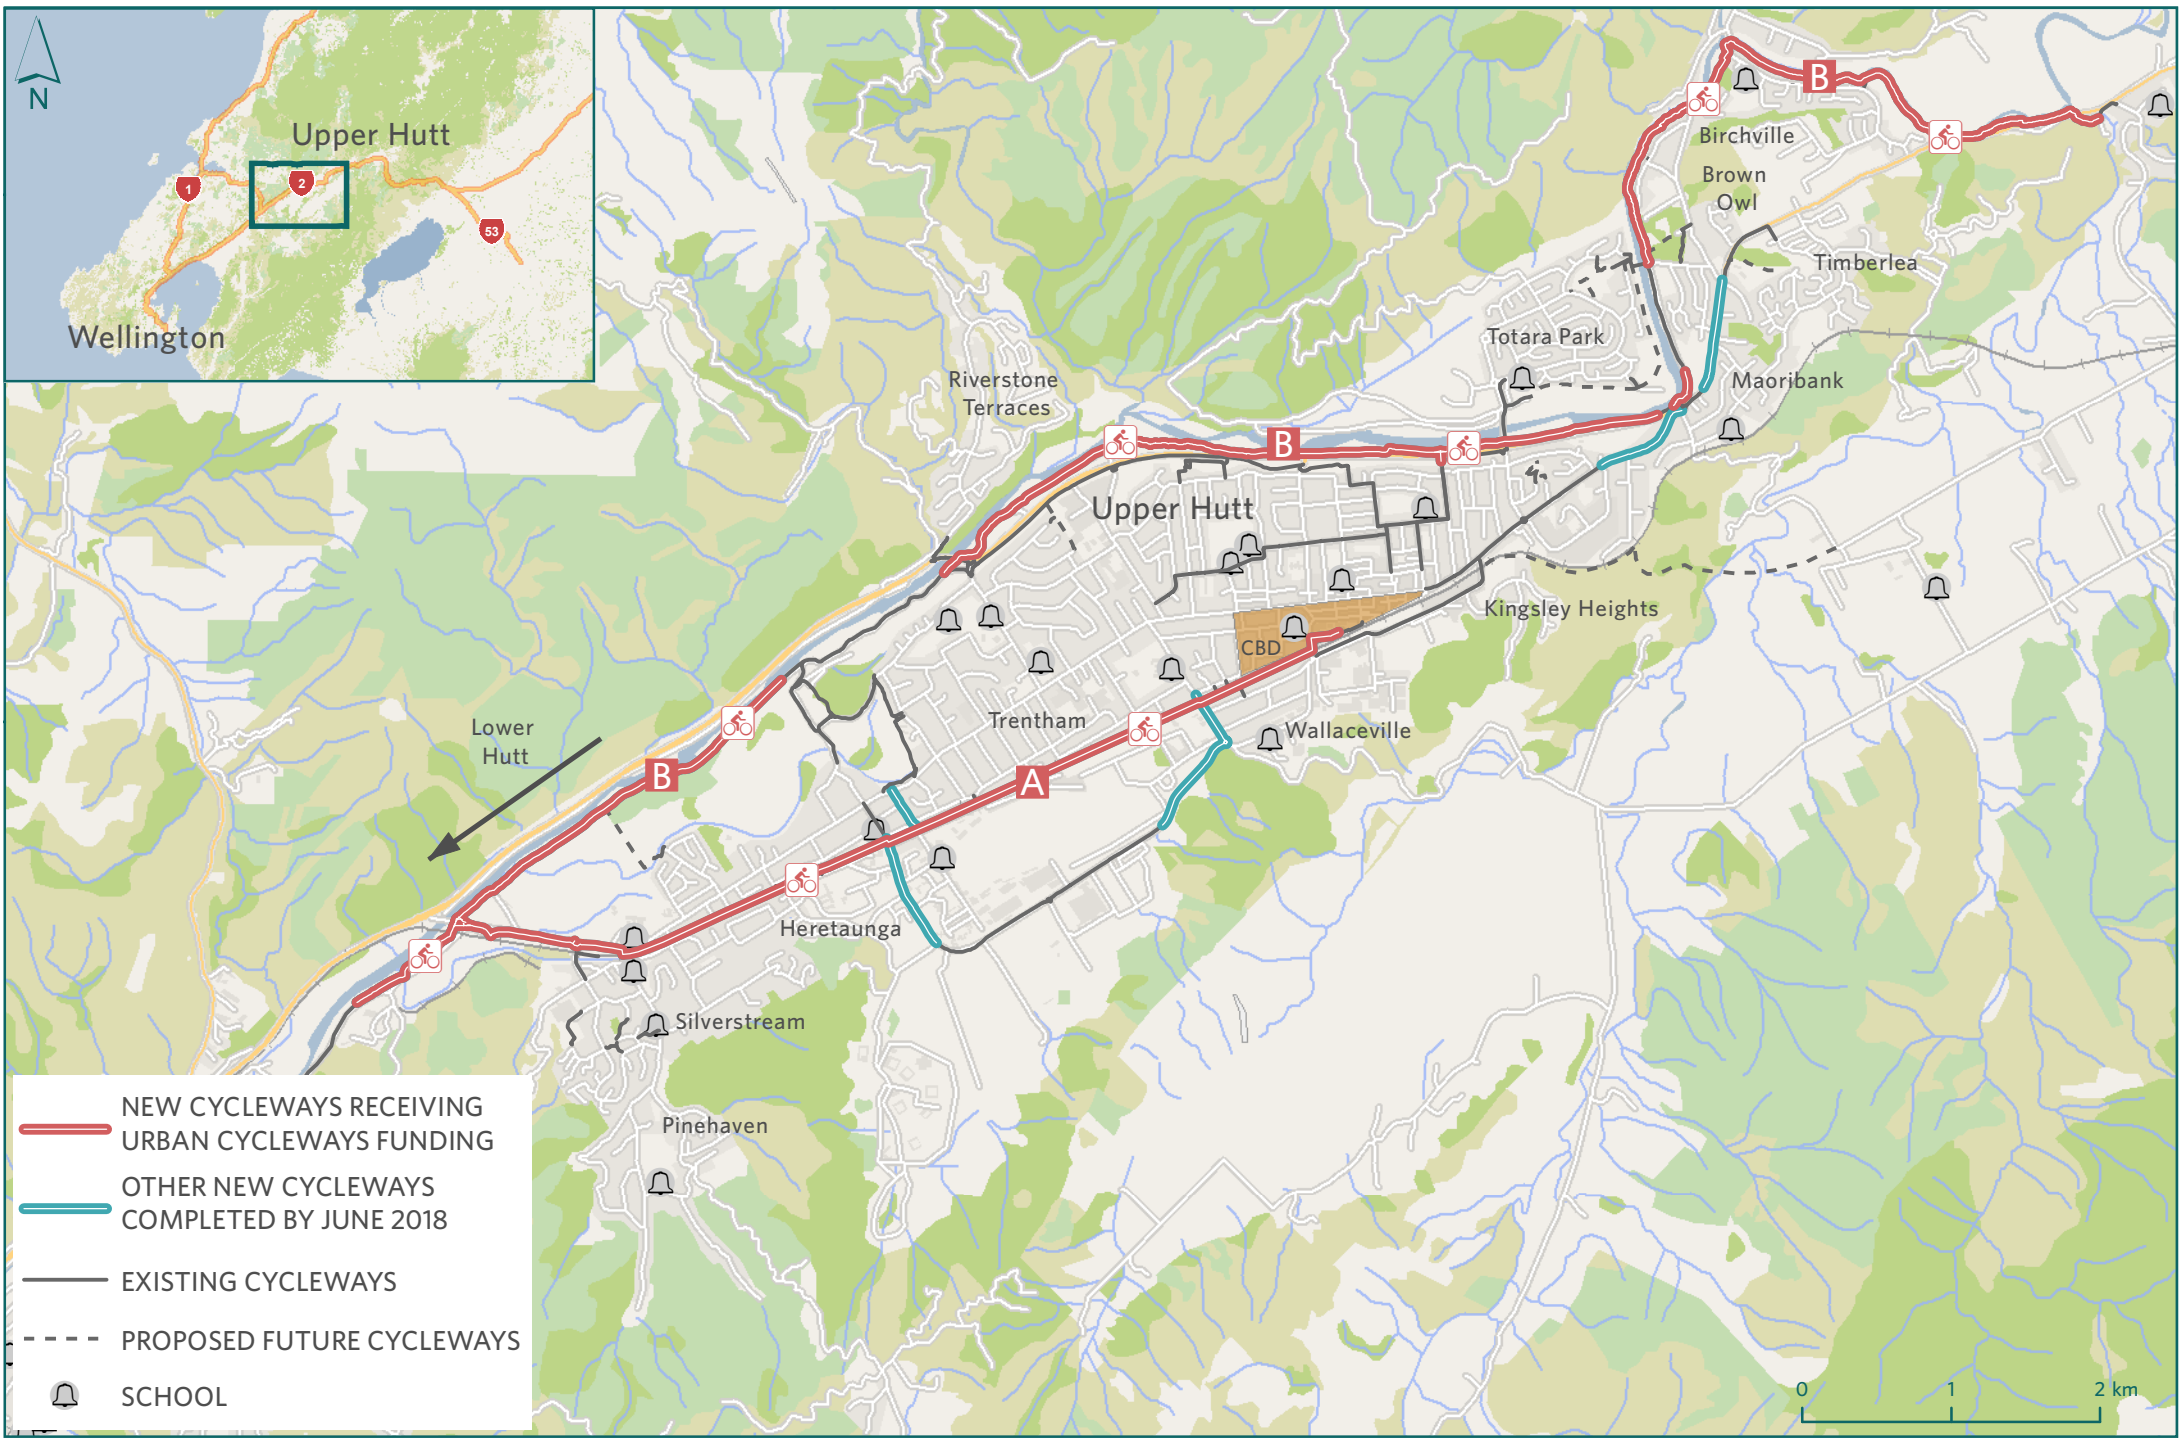 N
Upper Hutt
1
2
53
Wellington
B
Birchville
Brown
Owl
Timberlea
Totara Park
Maoribank
Riverstone
Terraces
B
Upper Hutt
Kingsley Heights
CBD
Trentham
Wallaceville
Lower
Hutt
B
A
Heretaunga
Silverstream
Pinehaven
NEW CYCLEWAYS RECEIVING
URBAN CYCLEWAYS FUNDING
OTHER NEW CYCLEWAYS
COMPLETED BY JUNE 2018
EXISTING CYCLEWAYS
PROPOSED FUTURE CYCLEWAYS
SCHOOL
0 1 2 km